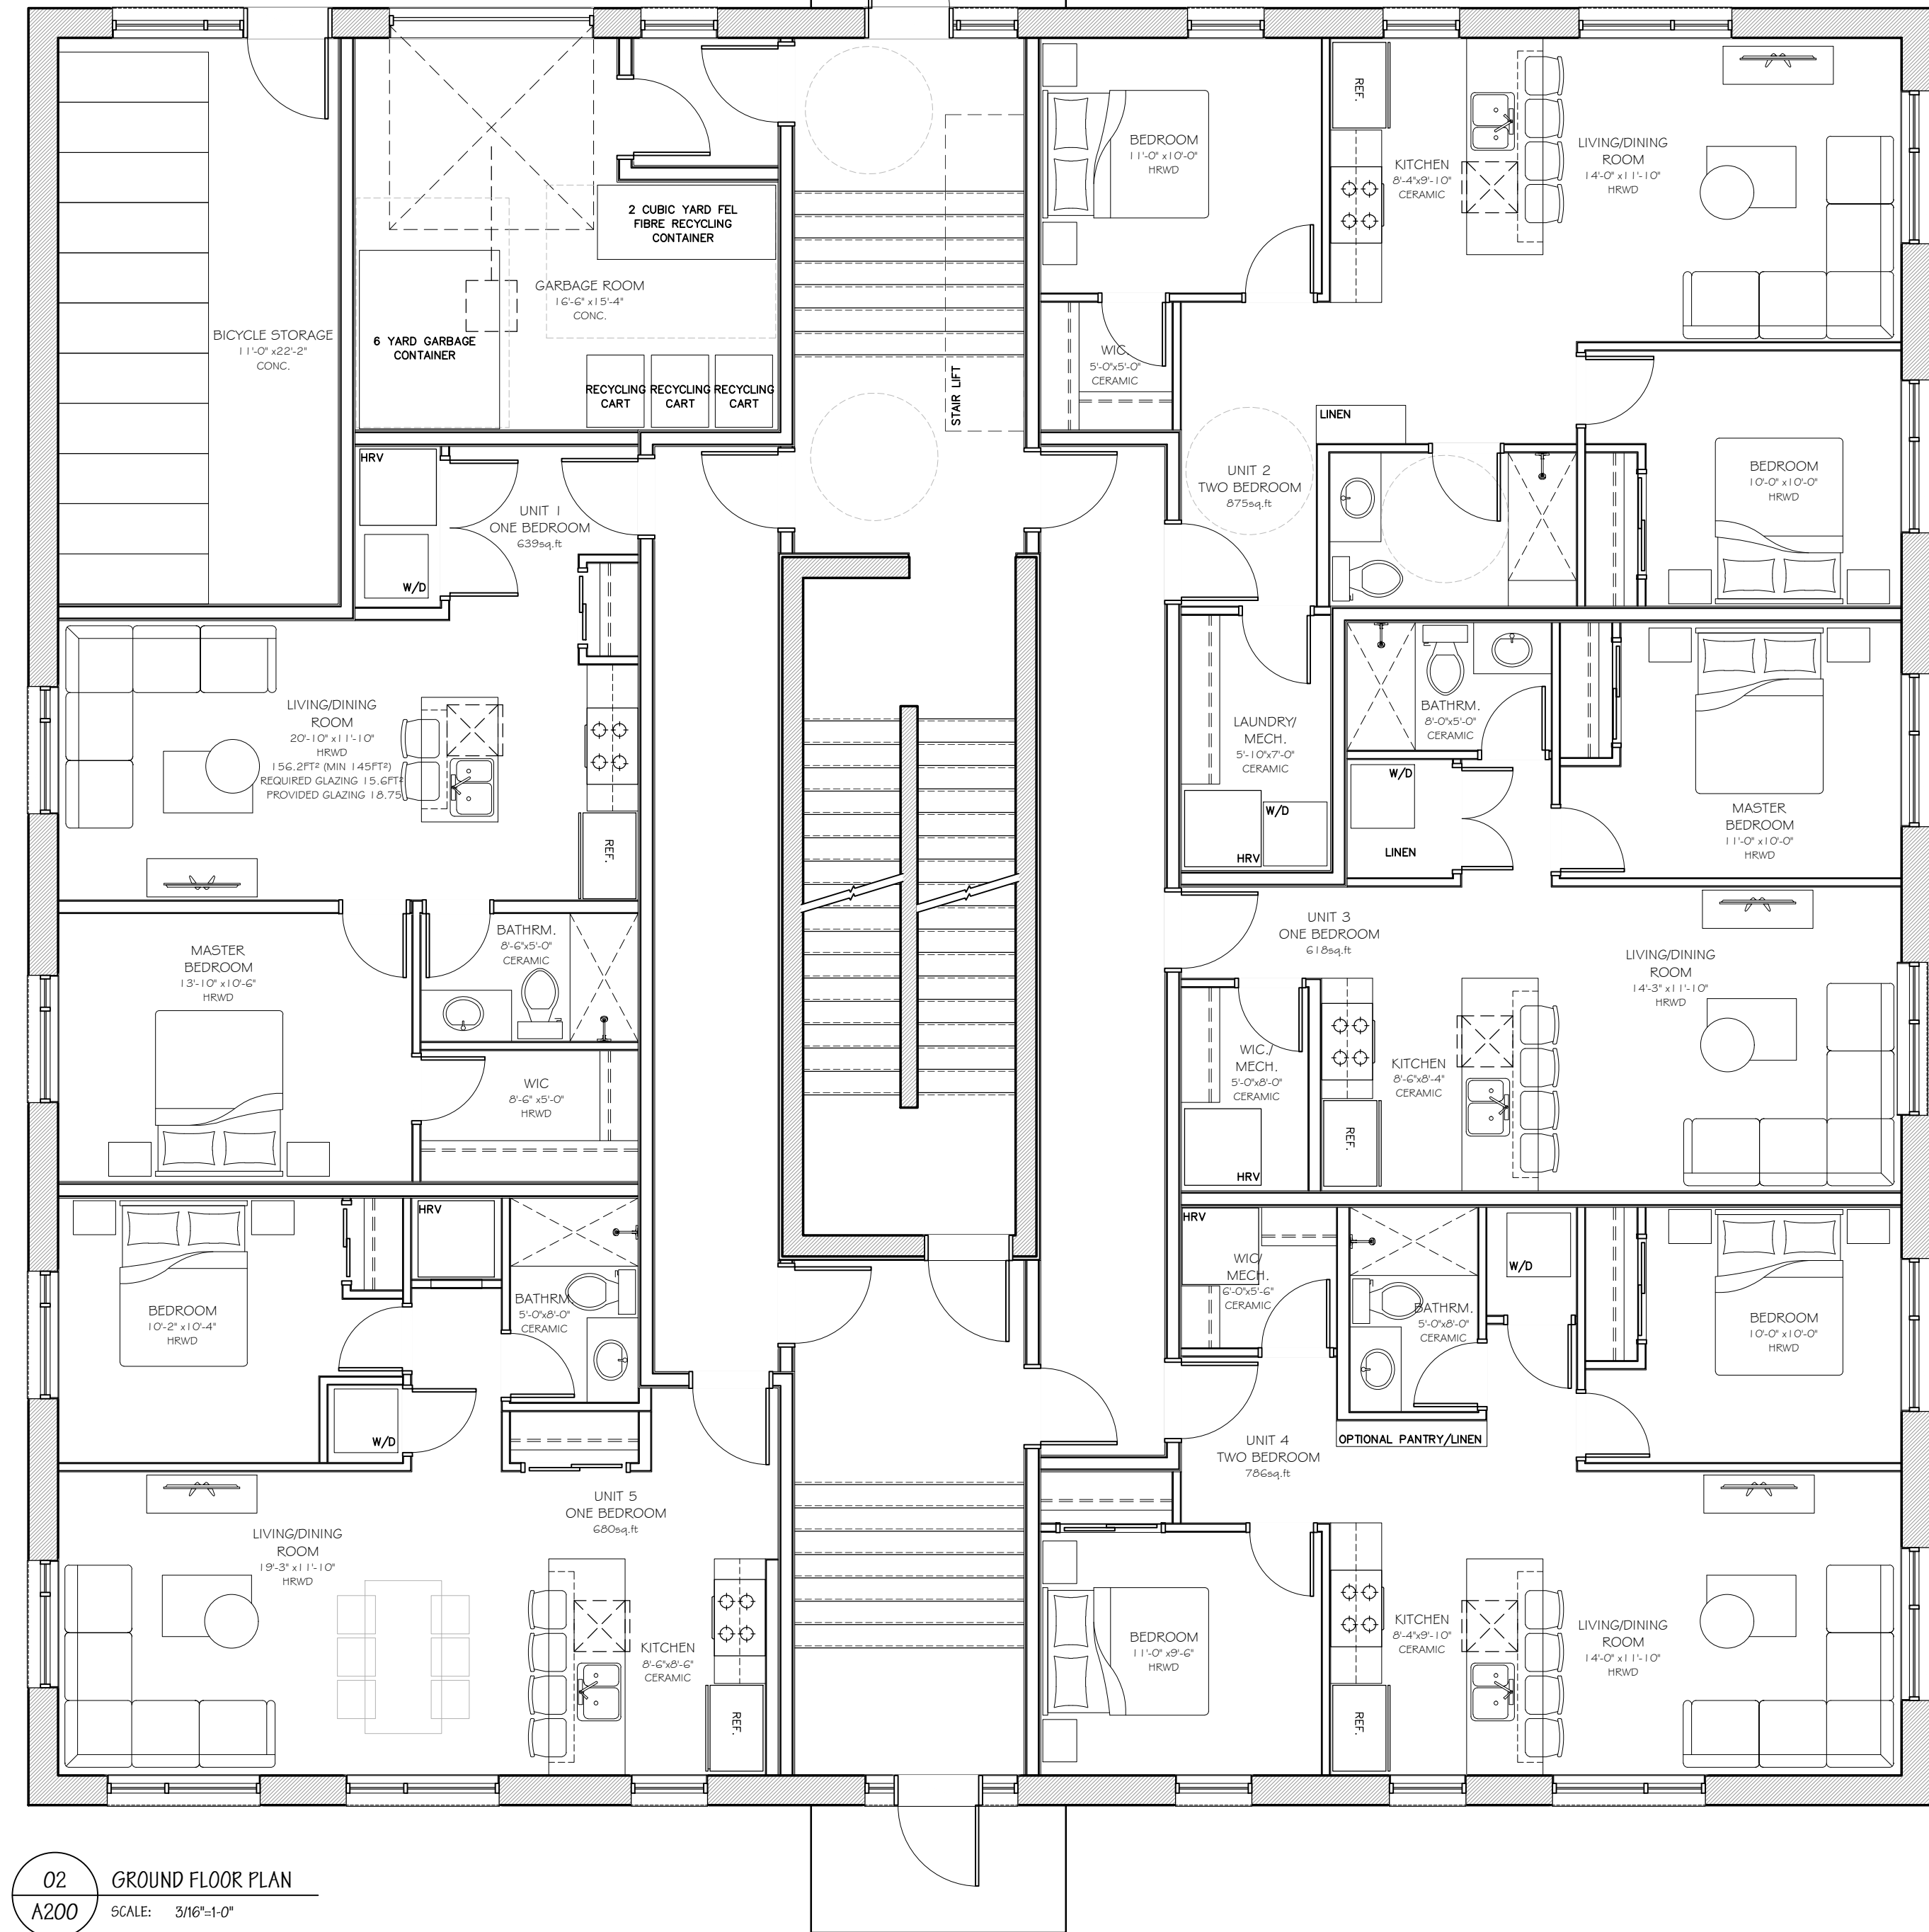 BICYCLE STORAGE
11'-0" x22'-2"
CONC.
2 CUBIC YARD FEL
FIBRE RECYCLING
CONTAINER
GARBAGE ROOM
16'-6" x15'-4"
CONC.
6 YARD GARBAGE
CONTAINER
RECYCLING
CART
RECYCLING
CART
RECYCLING
CART
STAIR LIFT
BEDROOM
11'-0" x10'-0"
HRWD
REF.
KITCHEN
8'-4"x9'-10"
CERAMIC
LIVING/DINING
ROOM
14'-0" x11'-10"
HRWD
WIC.
5'-0"x5'-0"
CERAMIC
LINEN
UNIT 2
TWO BEDROOM
875sq.ft
BEDROOM
10'-0" x10'-0"
HRWD
HRV
W/D
UNIT 1
ONE BEDROOM
639sq.ft
LIVING/DINING
ROOM
20'-10" x11'-10"
HRWD
156.2FT² (MIN 145FT²)
REQUIRED GLAZING 15.6FT²
PROVIDED GLAZING 18.75
REF.
LAUNDRY/
MECH.
5'-10"x7'-0"
CERAMIC
W/D
HRV
BATHRM.
8'-0"x5'-0"
CERAMIC
W/D
LINEN
MASTER
BEDROOM
11'-0" x10'-0"
HRWD
MASTER
BEDROOM
13'-10" x10'-6"
HRWD
BATHRM.
8'-6"x5'-0"
CERAMIC
WIC
8'-6" x5'-0"
HRWD
UNIT 3
ONE BEDROOM
618sq.ft
LIVING/DINING
ROOM
14'-3" x11'-10"
HRWD
WIC./
MECH.
5'-0"x8'-0"
CERAMIC
HRV
KITCHEN
8'-6"x8'-4"
CERAMIC
REF.
BEDROOM
10'-2" x10'-4"
HRWD
HRV
BATHRM.
5'-0"x8'-0"
CERAMIC
W/D
HRV
WIC/
MECH.
6'-0"x5'-6"
CERAMIC
BATHRM.
5'-0"x8'-0"
CERAMIC
W/D
BEDROOM
10'-0" x10'-0"
HRWD
OPTIONAL PANTRY/LINEN
UNIT 4
TWO BEDROOM
786sq.ft
UNIT 5
ONE BEDROOM
680sq.ft
LIVING/DINING
ROOM
19'-3" x11'-10"
HRWD
KITCHEN
8'-6"x8'-6"
CERAMIC
REF.
BEDROOM
11'-0" x9'-6"
HRWD
KITCHEN
8'-4"x9'-10"
CERAMIC
REF.
LIVING/DINING
ROOM
14'-0" x11'-10"
HRWD
02
A200
GROUND FLOOR PLAN
SCALE: 3/16"=1-0"